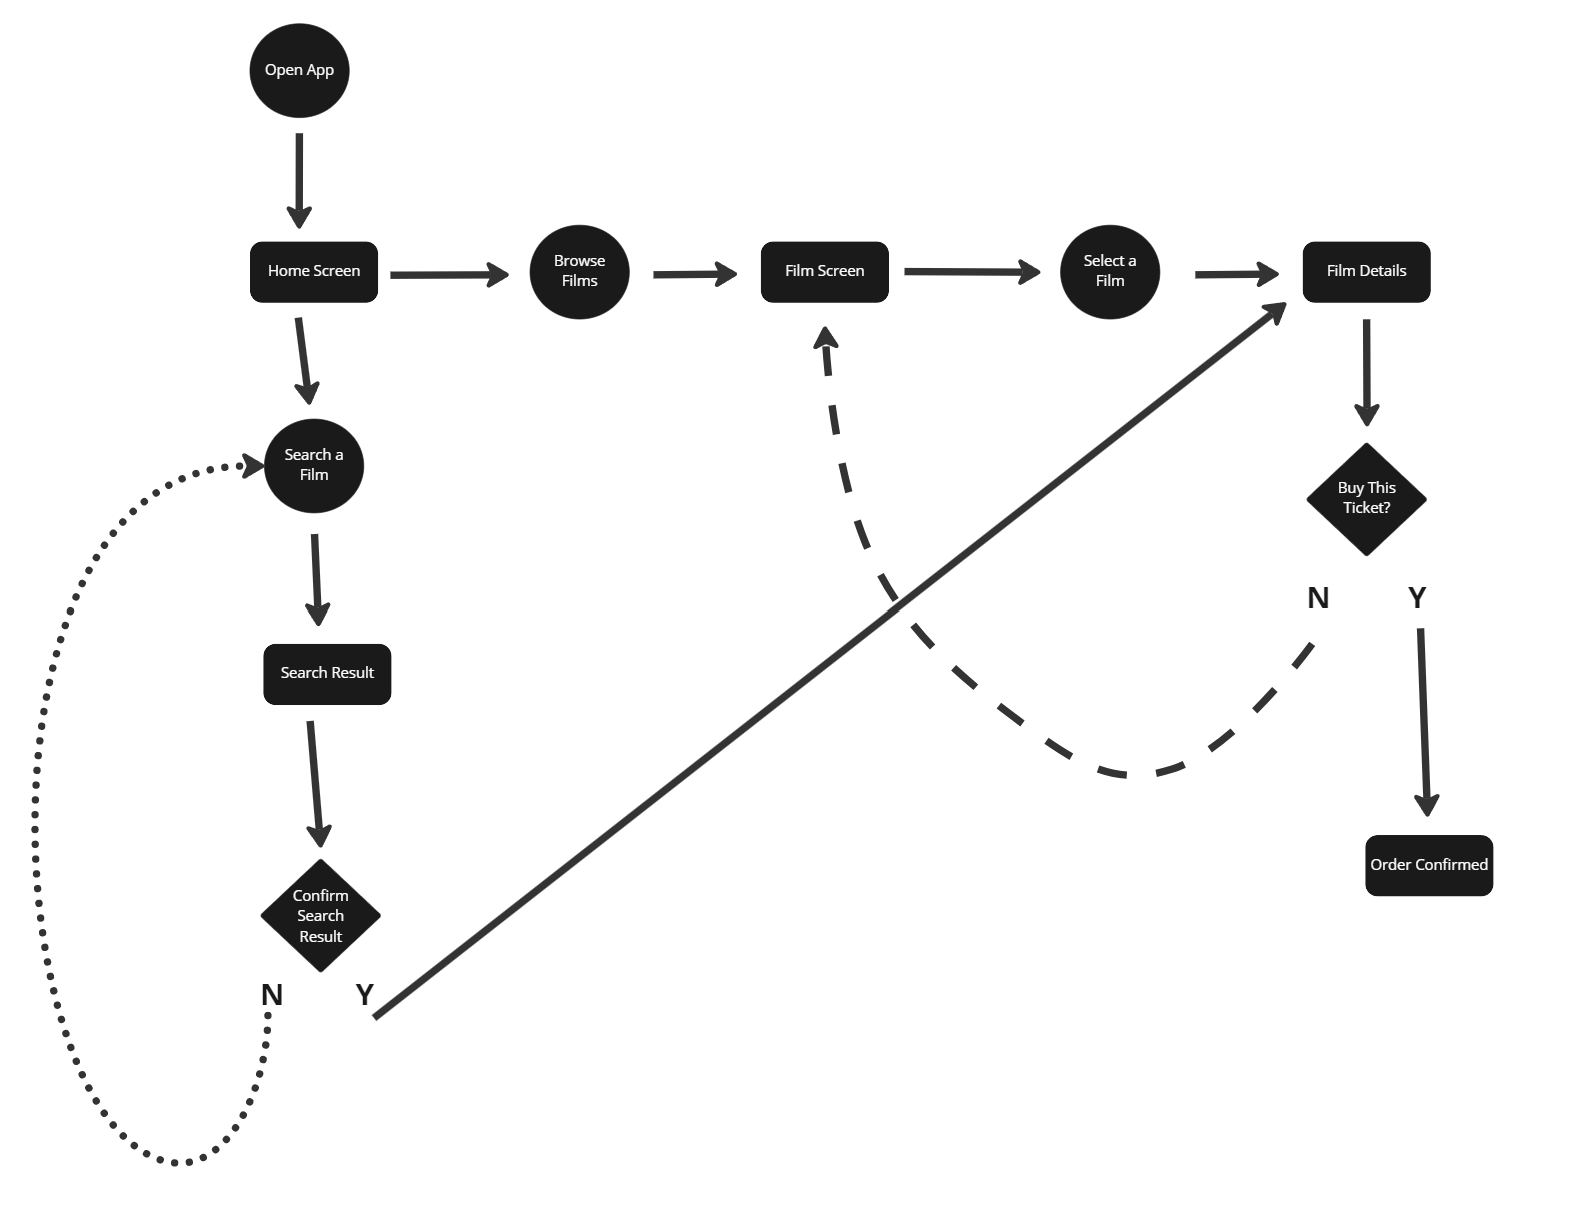 Open App
Home Screen
Browse
Films
Film Screen
Select a
Film
Film Details
Search a
Film
Buy This
Ticket?
N
Y
Search Result
Order Confirmed
Confirm
Search
Result
N
Y